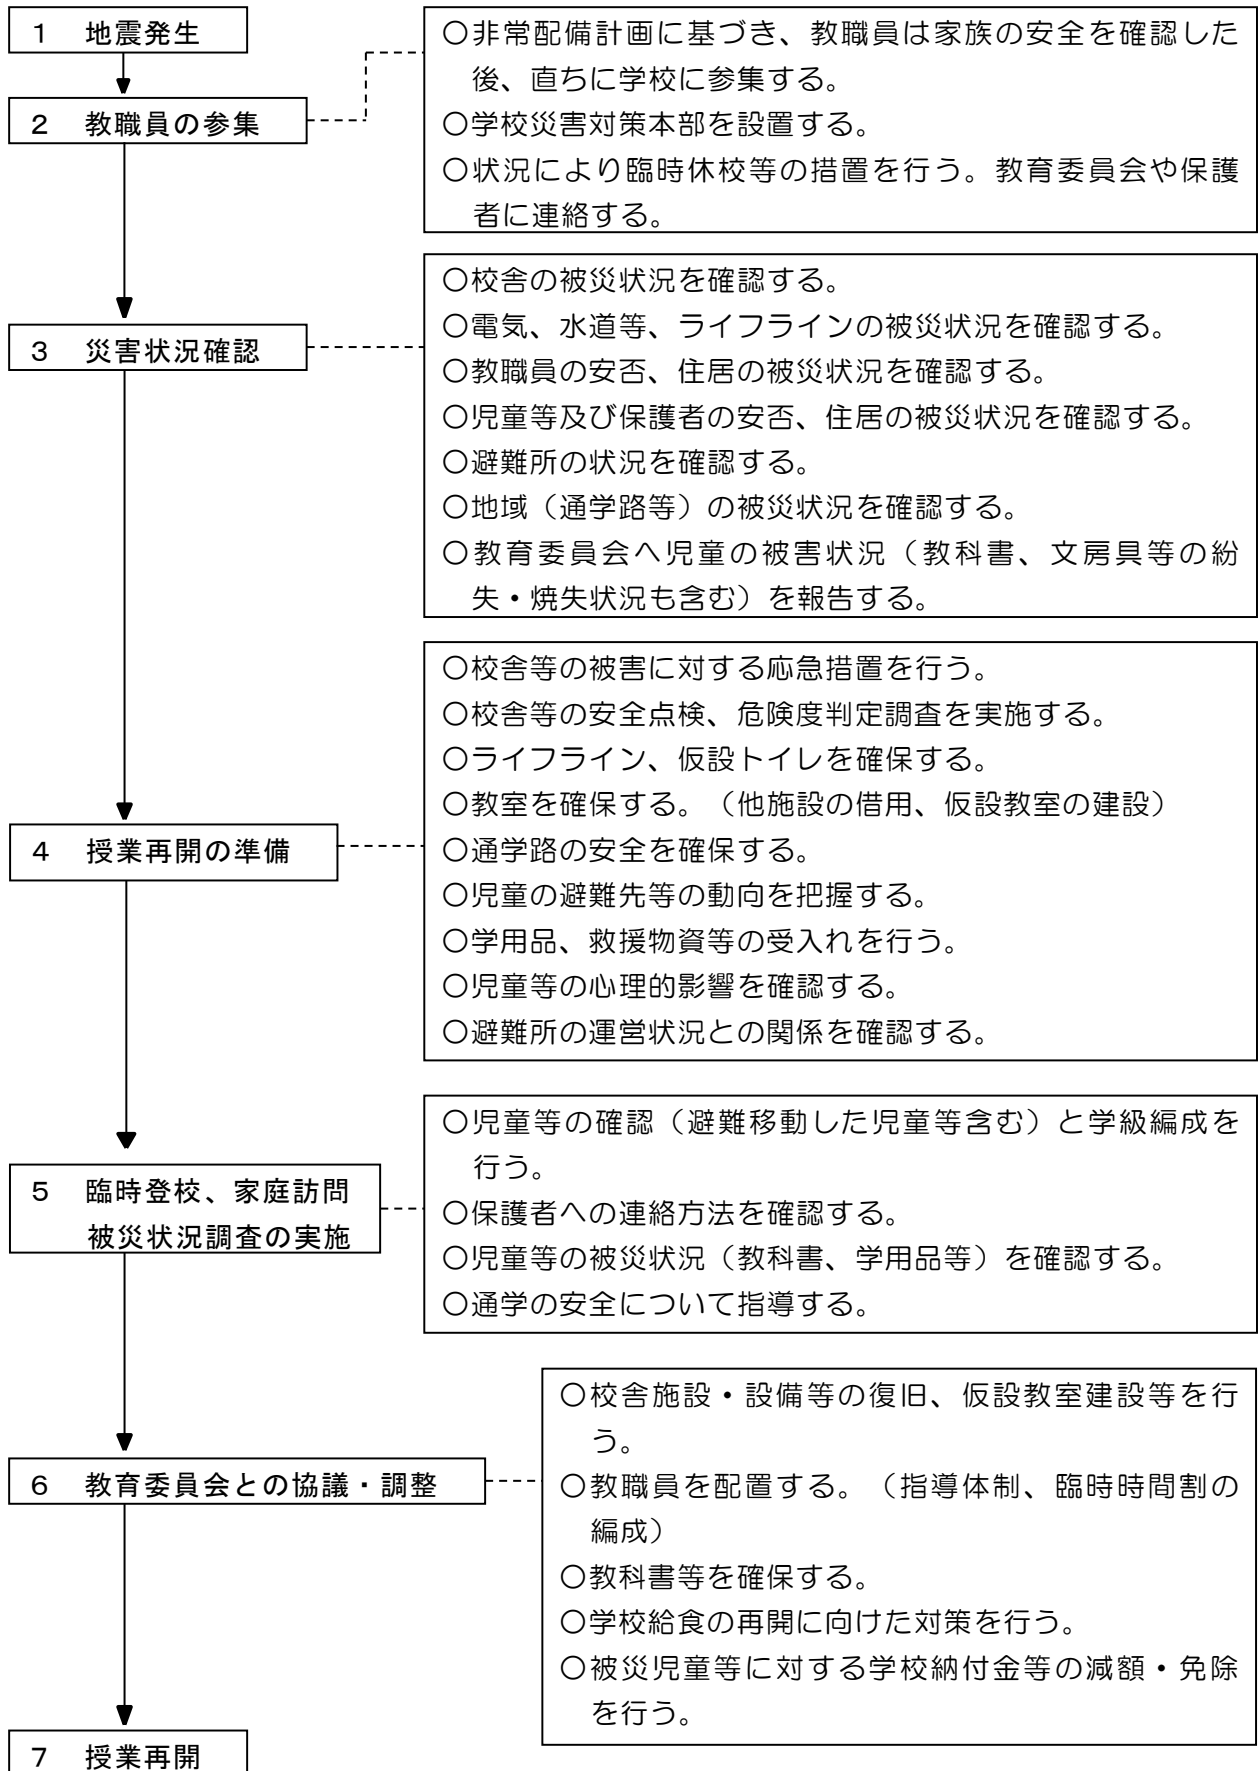 １　地震発生
２　教職員の参集
○非常配備計画に基づき、教職員は家族の安全を確認した
後、直ちに学校に参集する。
○学校災害対策本部を設置する。
○状況により臨時休校等の措置を行う。教育委員会や保護
者に連絡する。
３　災害状況確認
○校舎の被災状況を確認する。
○電気、水道等、ライフラインの被災状況を確認する。
○教職員の安否、住居の被災状況を確認する。
○児童等及び保護者の安否、住居の被災状況を確認する。
○避難所の状況を確認する。
○地域（通学路等）の被災状況を確認する。
○教育委員会へ児童の被害状況（教科書、文房具等の紛
失・焼失状況も含む）を報告する。
４　授業再開の準備
○校舎等の被害に対する応急措置を行う。
○校舎等の安全点検、危険度判定調査を実施する。
○ライフライン、仮設トイレを確保する。
○教室を確保する。（他施設の借用、仮設教室の建設）
○通学路の安全を確保する。
○児童の避難先等の動向を把握する。
○学用品、救援物資等の受入れを行う。
○児童等の心理的影響を確認する。
○避難所の運営状況との関係を確認する。
５　臨時登校、家庭訪問
被災状況調査の実施
○児童等の確認（避難移動した児童等含む）と学級編成を
行う。
○保護者への連絡方法を確認する。
○児童等の被災状況（教科書、学用品等）を確認する。
○通学の安全について指導する。
６　教育委員会との協議・調整
○校舎施設・設備等の復旧、仮設教室建設等を行
う。
○教職員を配置する。（指導体制、臨時時間割の
編成）
○教科書等を確保する。
○学校給食の再開に向けた対策を行う。
○被災児童等に対する学校納付金等の減額・免除
を行う。
７　授業再開